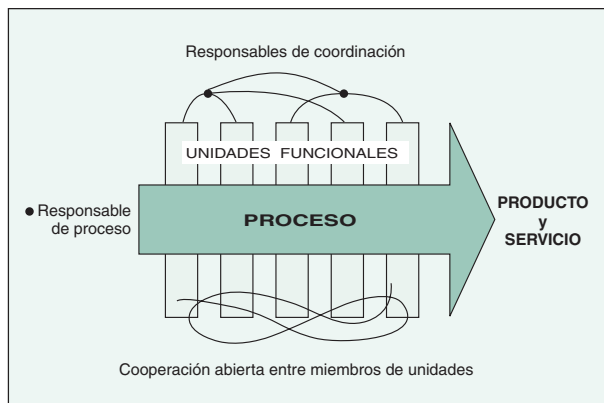 Responsables de coordinación
UNIDADES FUNCIONALES
● Responsable
de proceso
PROCESO
PRODUCTO
y
SERVICIO
Cooperación abierta entre miembros de unidades